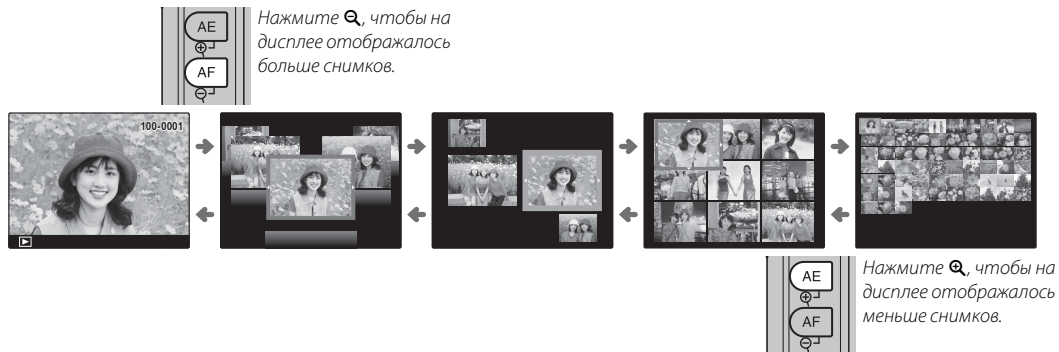 AE
AF
Нажмите , чтобы на
дисплее отображалось
больше снимков.
100-0001
AE
AF
Нажмите , чтобы на
дисплее отображалось
меньше снимков.